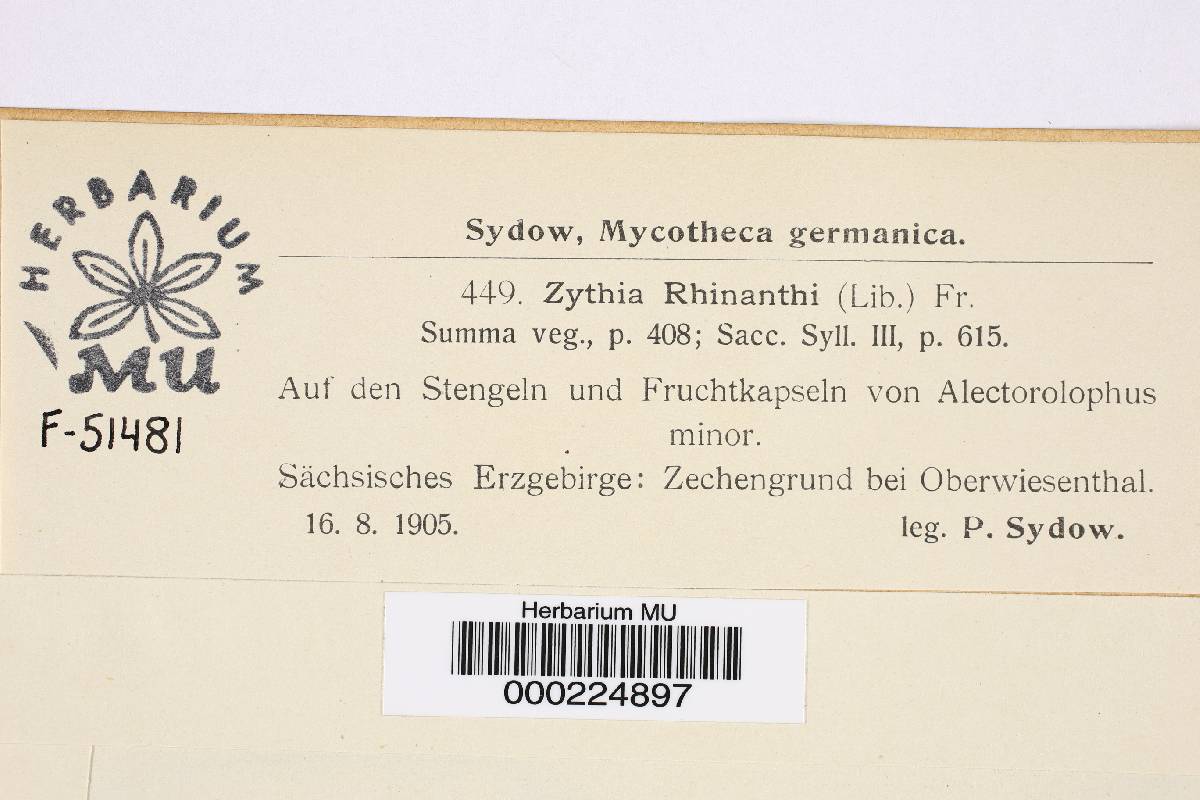 HERBARIUM
MU
F-51481
Sydow, Mycotheca germanica.
449. Zythia Rhinanthi (Lib.) Fr.
Summa veg., p. 408; Sacc. Syll. III, p. 615.
Auf den Stengeln und Fruchtkapseln von Alectorolophus
minor.
Sächsisches Erzgebirge: Zechengrund bei Oberwiesenthal.
16. 8. 1905. leg. P. Sydow.
Herbarium MU
000224897